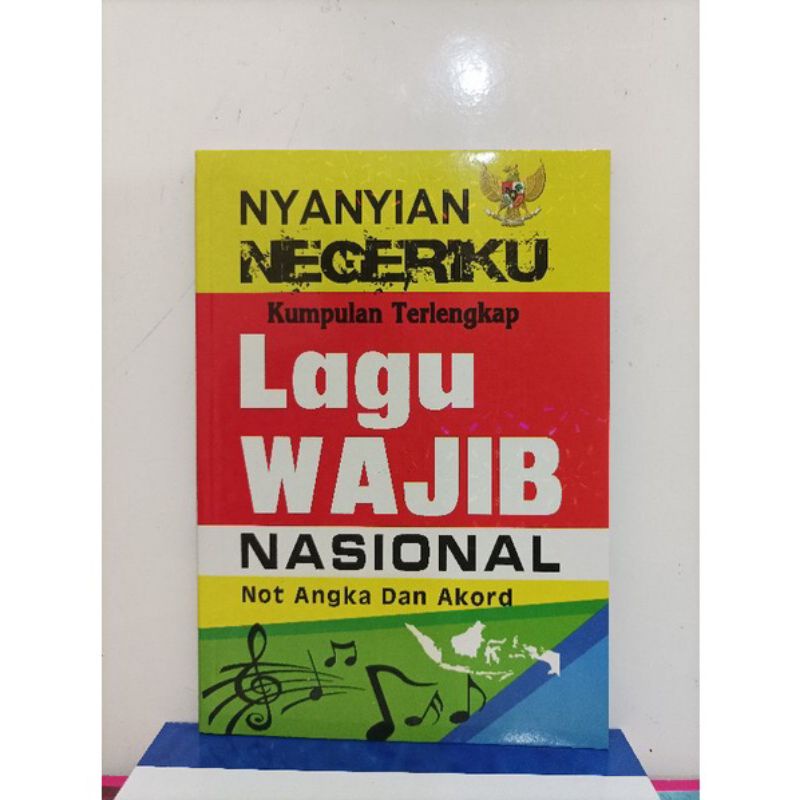 NYANYIAN
NEGERIKU
Kumpulan Terlengkap
Lagu
WAJIB
NASIONAL
Not Angka Dan Akord